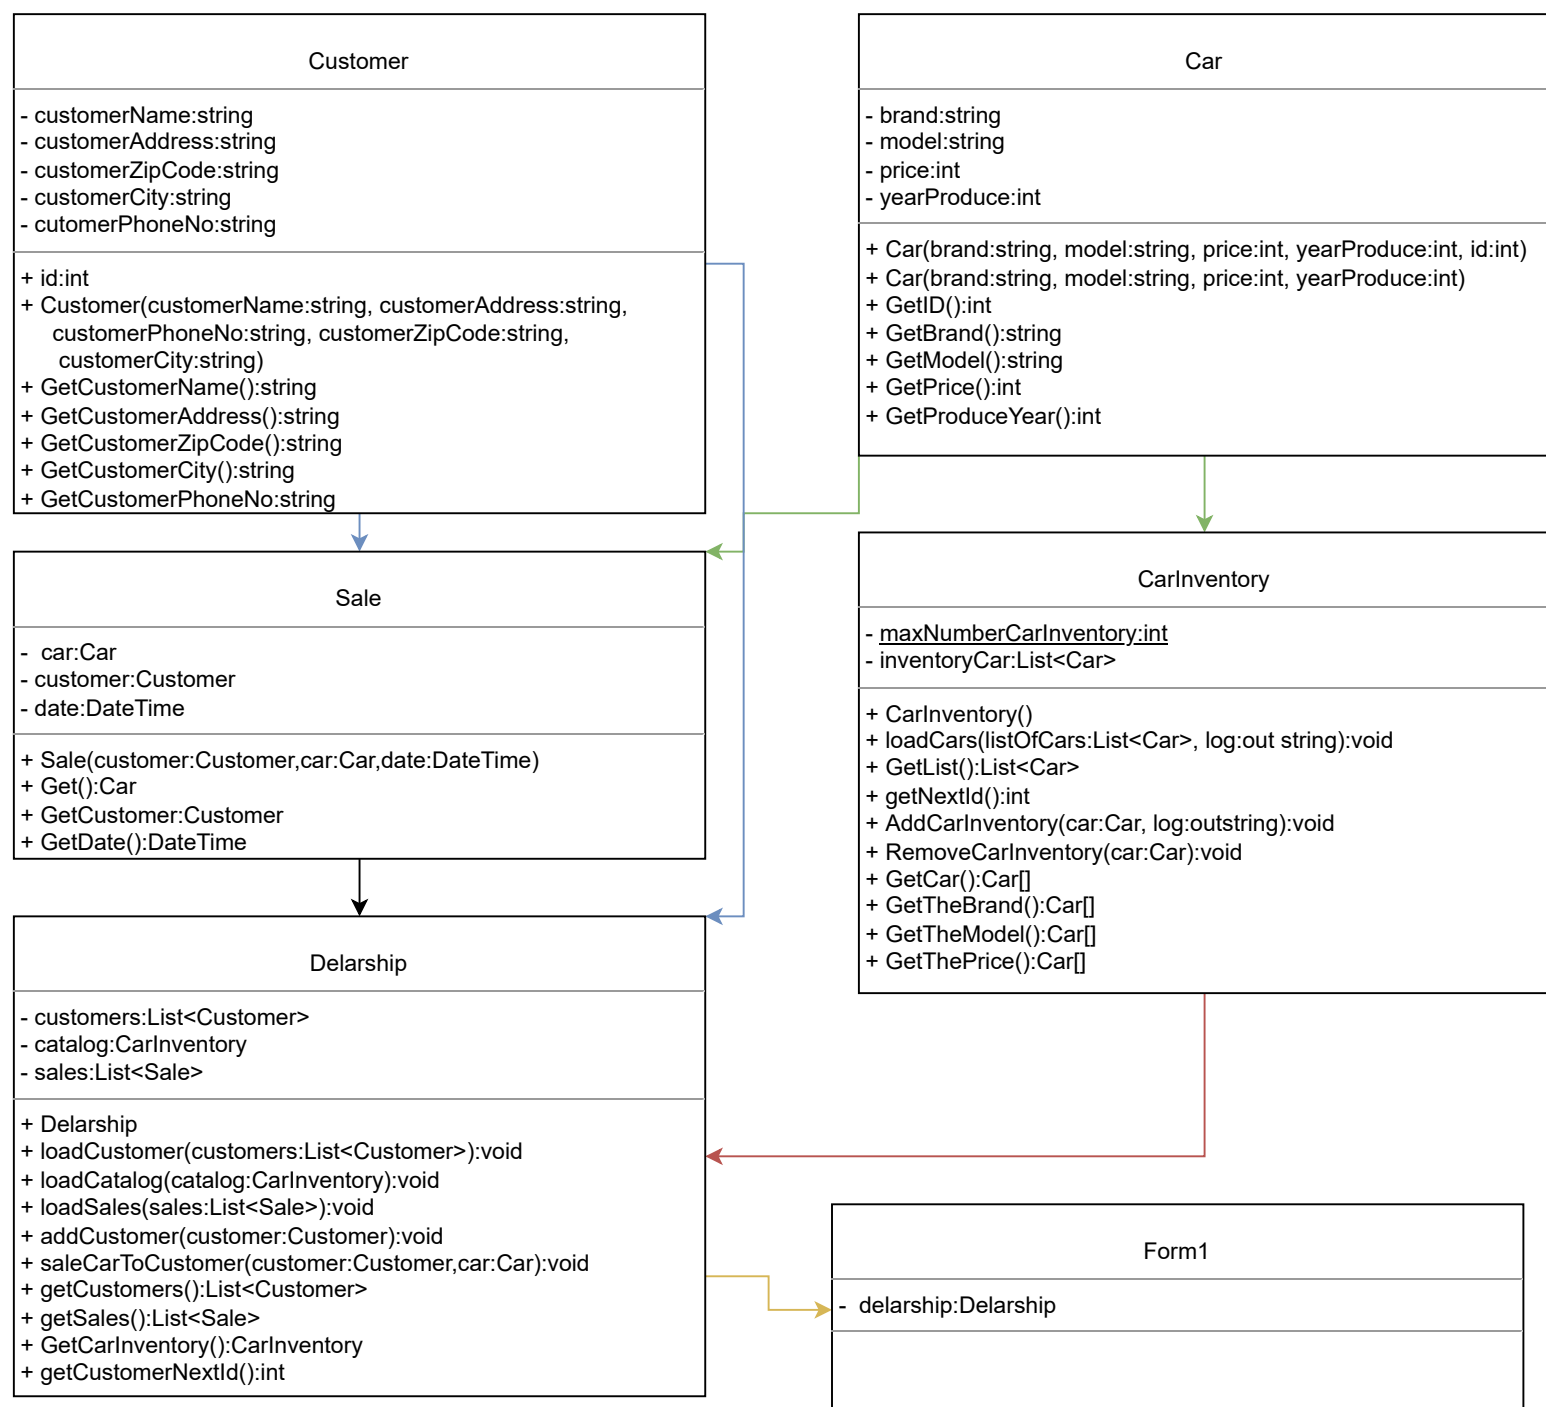 Customer
- customerName:string
- customerAddress:string
- customerZipCode:string
- customerCity:string
- cutomerPhoneNo:string
+ id:int
+ Customer(customerName:string, customerAddress:string,
customerPhoneNo:string, customerZipCode:string,
customerCity:string)
+ GetCustomerName():string
+ GetCustomerAddress():string
+ GetCustomerZipCode():string
+ GetCustomerCity():string
+ GetCustomerPhoneNo:string
Car
- brand:string
- model:string
- price:int
- yearProduce:int
+ Car(brand:string, model:string, price:int, yearProduce:int, id:int)
+ Car(brand:string, model:string, price:int, yearProduce:int)
+ GetID():int
+ GetBrand():string
+ GetModel():string
+ GetPrice():int
+ GetProduceYear():int
Sale
- car:Car
- customer:Customer
- date:DateTime
+ Sale(customer:Customer,car:Car,date:DateTime)
+ Get():Car
+ GetCustomer:Customer
+ GetDate():DateTime
CarInventory
- maxNumberCarInventory:int
- inventoryCar:List<Car>
+ CarInventory()
+ loadCars(listOfCars:List<Car>, log:out string):void
+ GetList():List<Car>
+ getNextId():int
+ AddCarInventory(car:Car, log:outstring):void
+ RemoveCarInventory(car:Car):void
+ GetCar():Car[]
+ GetTheBrand():Car[]
+ GetTheModel():Car[]
+ GetThePrice():Car[]
Delarship
- customers:List<Customer>
- catalog:CarInventory
- sales:List<Sale>
+ Delarship
+ loadCustomer(customers:List<Customer>):void
+ loadCatalog(catalog:CarInventory):void
+ loadSales(sales:List<Sale>):void
+ addCustomer(customer:Customer):void
+ saleCarToCustomer(customer:Customer,car:Car):void
+ getCustomers():List<Customer>
+ getSales():List<Sale>
+ GetCarInventory():CarInventory
+ getCustomerNextId():int
Form1
- delarship:Delarship